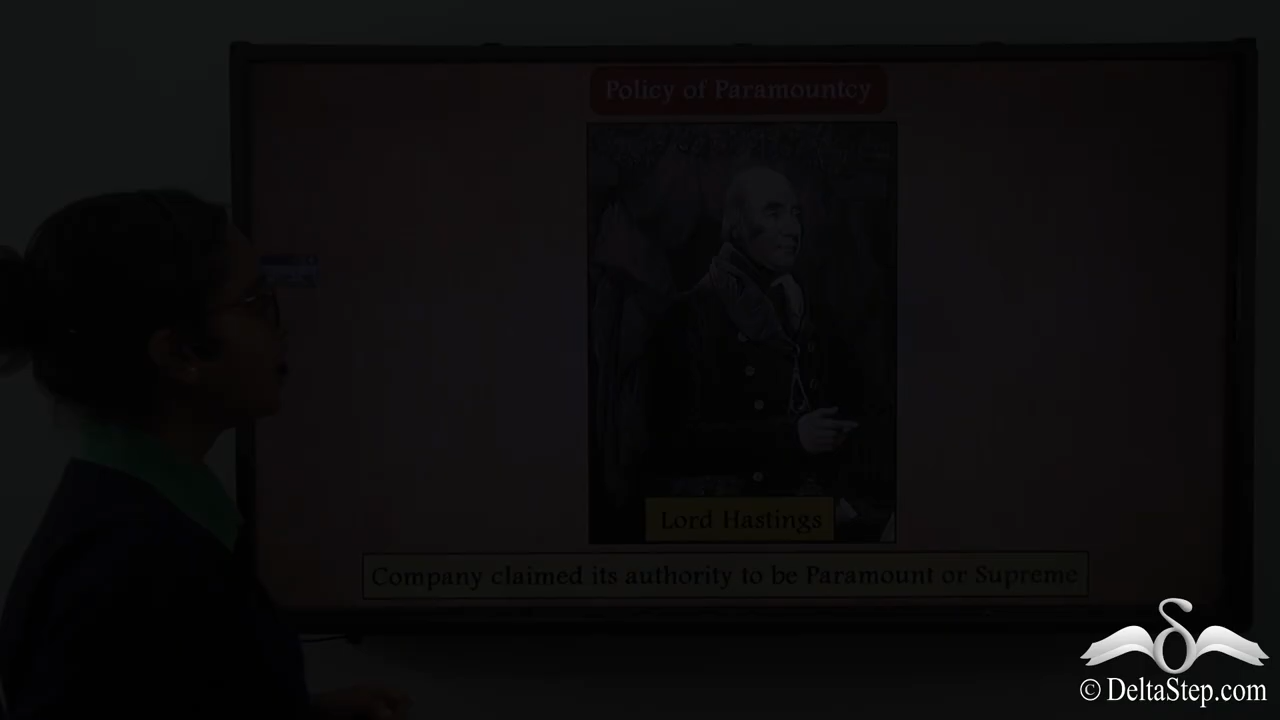 Policy of Paramountcy
Lord Hastings
Company claimed its authority to be Paramount or Supreme
© DeltaStep.com